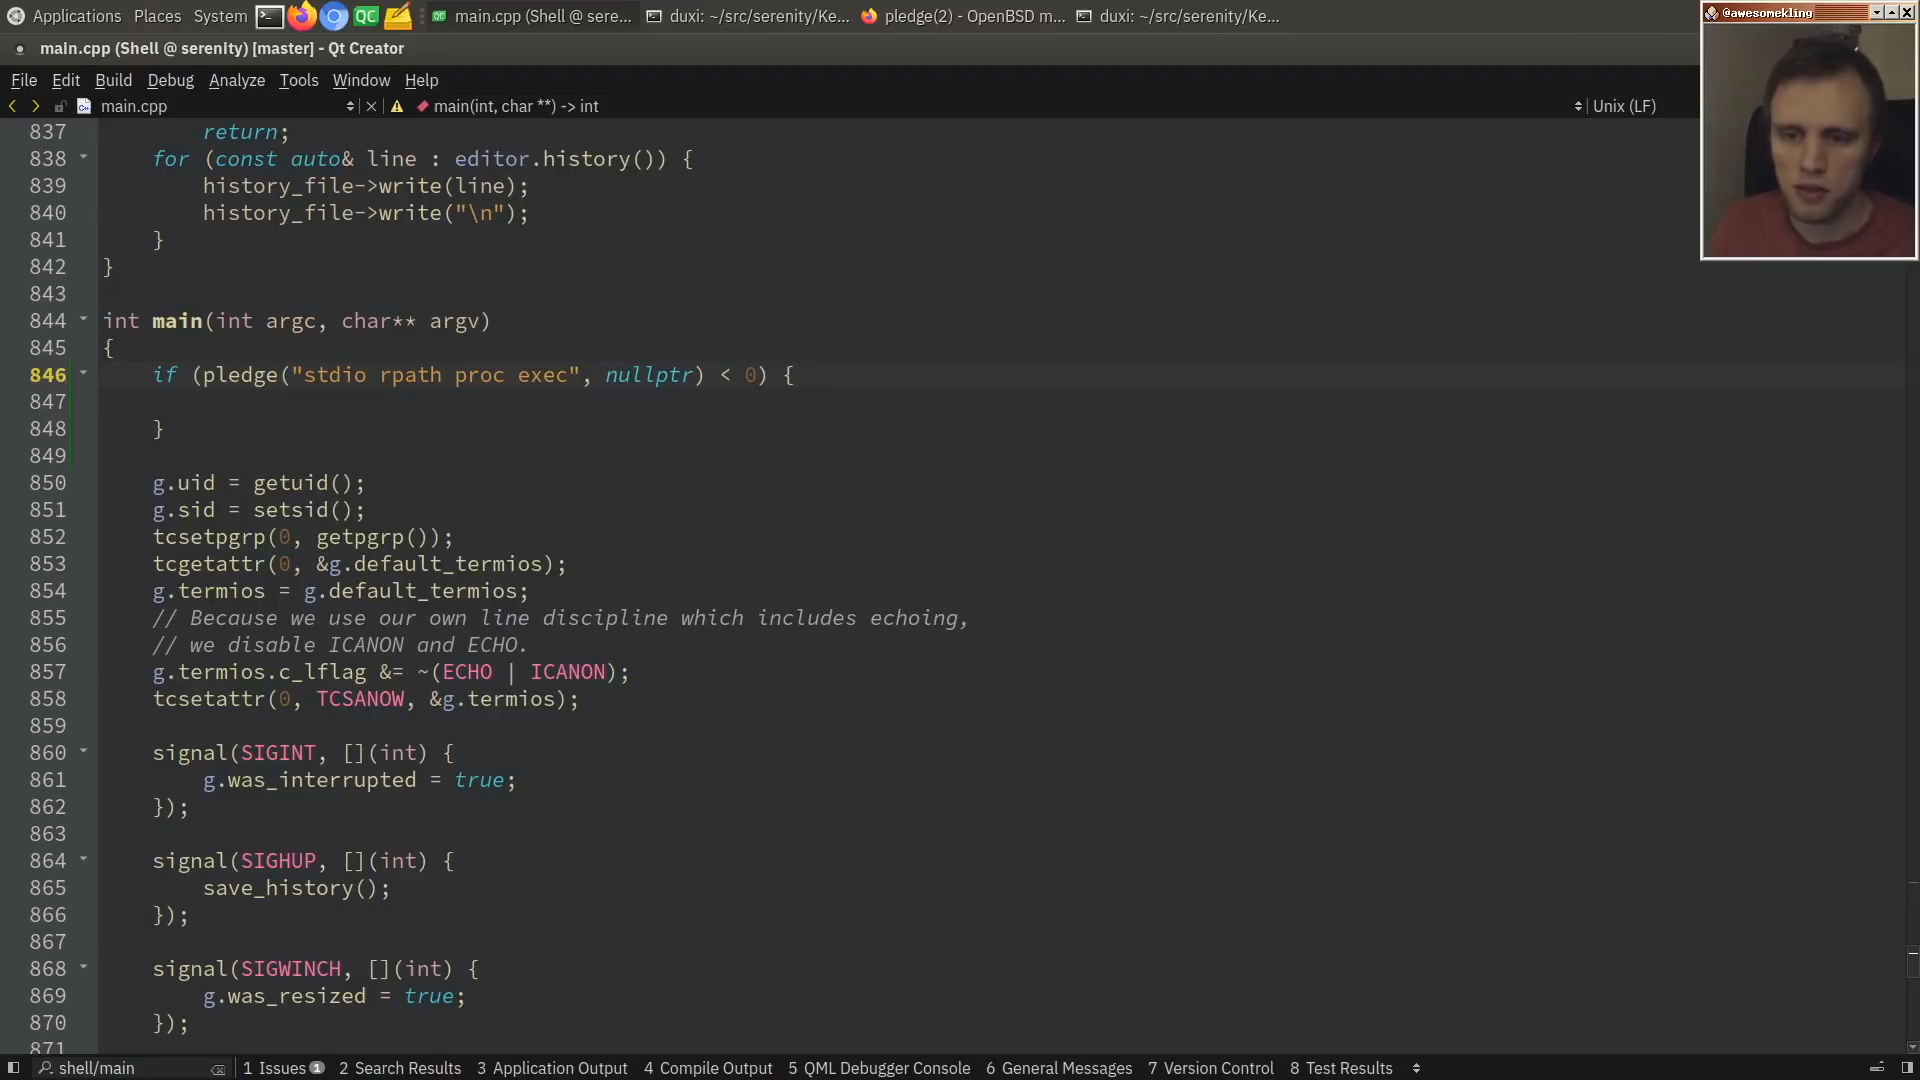 Applications Places System main.cpp (Shell @ sere... duxi: ~/src/serenity/Ke... pledge(2) - OpenBSD m... duxi: ~/src/serenity/Ke...
@awesomekling
main.cpp (Shell @ serenity) [master] - Qt Creator
File Edit Build Debug Analyze Tools Window Help
main.cpp main(int, char **) -> int Unix (LF)
837 return;
838 for (const auto& line : editor.history()) {
839 history_file->write(line);
840 history_file->write("\n");
841 }
842 }
843
844 int main(int argc, char** argv)
845 {
846 if (pledge("stdio rpath proc exec", nullptr) < 0) {
847
848 }
849
850 g.uid = getuid();
851 g.sid = setsid();
852 tcsetpgrp(0, getpgrp());
853 tcgetattr(0, &g.default_termios);
854 g.termios = g.default_termios;
855 // Because we use our own line discipline which includes echoing,
856 // we disable ICANON and ECHO.
857 g.termios.c_lflag &= ~(ECHO | ICANON);
858 tcsetattr(0, TCSANOW, &g.termios);
859
860 signal(SIGINT, [](int) {
861 g.was_interrupted = true;
862 });
863
864 signal(SIGHUP, [](int) {
865 save_history();
866 });
867
868 signal(SIGWINCH, [](int) {
869 g.was_resized = true;
870 });
871
shell/main 1 Issues 1 2 Search Results 3 Application Output 4 Compile Output 5 QML Debugger Console 6 General Messages 7 Version Control 8 Test Results